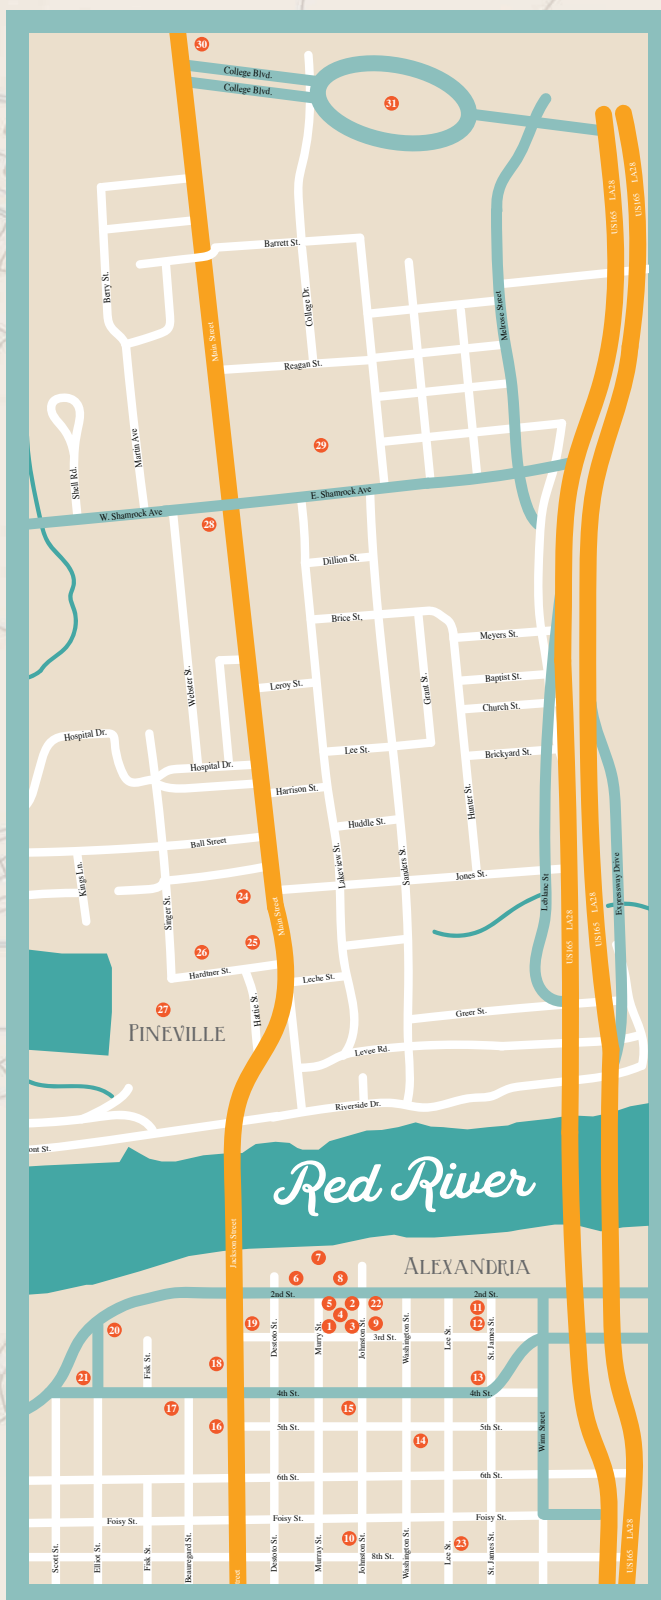 30
College Blvd.
College Blvd.
31
US165 LA28
US165 LA28
Barrett St.
Berry St.
College Dr.
Melrose Street
Main Street
Reagan St.
29
Martin Ave
Shell Rd.
E. Shamrock Ave
W. Shamrock Ave
28
Dillion St.
Brice St.
Meyers St.
Webster St.
Leroy St.
Grant St.
Baptist St.
Church St.
Hospital Dr.
Lee St.
Brickyard St.
Hospital Dr.
Harrison St.
Hunter St.
Huddle St.
Ball Street
Kings Ln.
Lakeview St.
Sanders St.
Jones St.
Leblanc St.
Expressway Drive
24
Singer St.
Main Street
US165 LA28
US165 LA28
25
26
Hardtner St.
Leche St.
27
Hattie St.
Greer St.
PINEVILLE
Levee Rd.
Riverside Dr.
ont St.
Red River
Jackson Street
7
ALEXANDRIA
6
8
2nd St.
2nd St.
5
2
22
11
4
20
19
1
3
9
12
Destoto St.
Murry St.
Johnston St.
3rd St.
Washington St.
Lee St.
St. James St.
Fisk St.
18
21
13
4th St.
4th St.
17
15
16
5th St.
5th St.
14
Winn Street
6th St.
6th St.
Foisy St.
Foisy St.
Foisy St.
10
23
8th St.
Scott St.
Elliot St.
Fisk St.
Beauregard St.
reet
Destoto St.
Murray St.
Johnston St.
Washington St.
Lee St.
St. James St.
US165 LA28